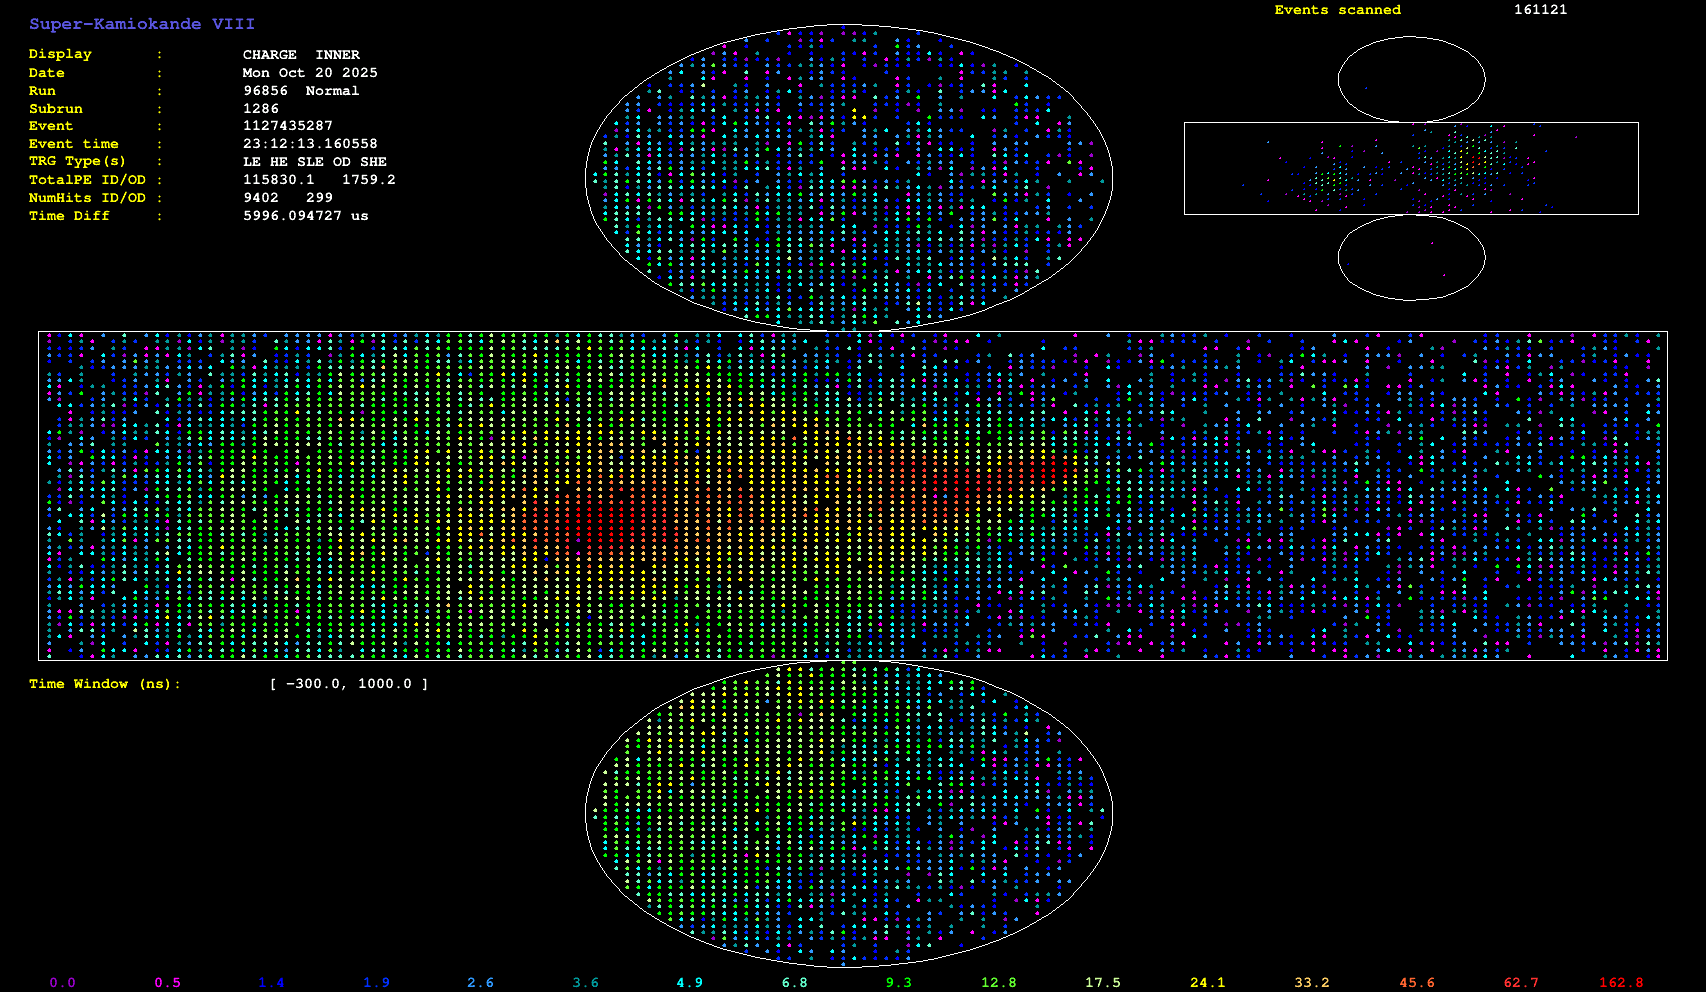 Super-Kamiokande VIII
Events scanned 161121
Display : CHARGE INNER
Date : Mon Oct 20 2025
Run : 96856 Normal
Subrun : 1286
Event : 1127435287
Event time : 23:12:13.160558
TRG Type(s) : LE HE SLE OD SHE
TotalPE ID/OD : 115830.1 1759.2
NumHits ID/OD : 9402 299
Time Diff : 5996.094727 us
Time Window (ns): [ -300.0, 1000.0 ]
0.0 0.5 1.4 1.9 2.6 3.6 4.9 6.8 9.3 12.8 17.5 24.1 33.2 45.6 62.7 162.8